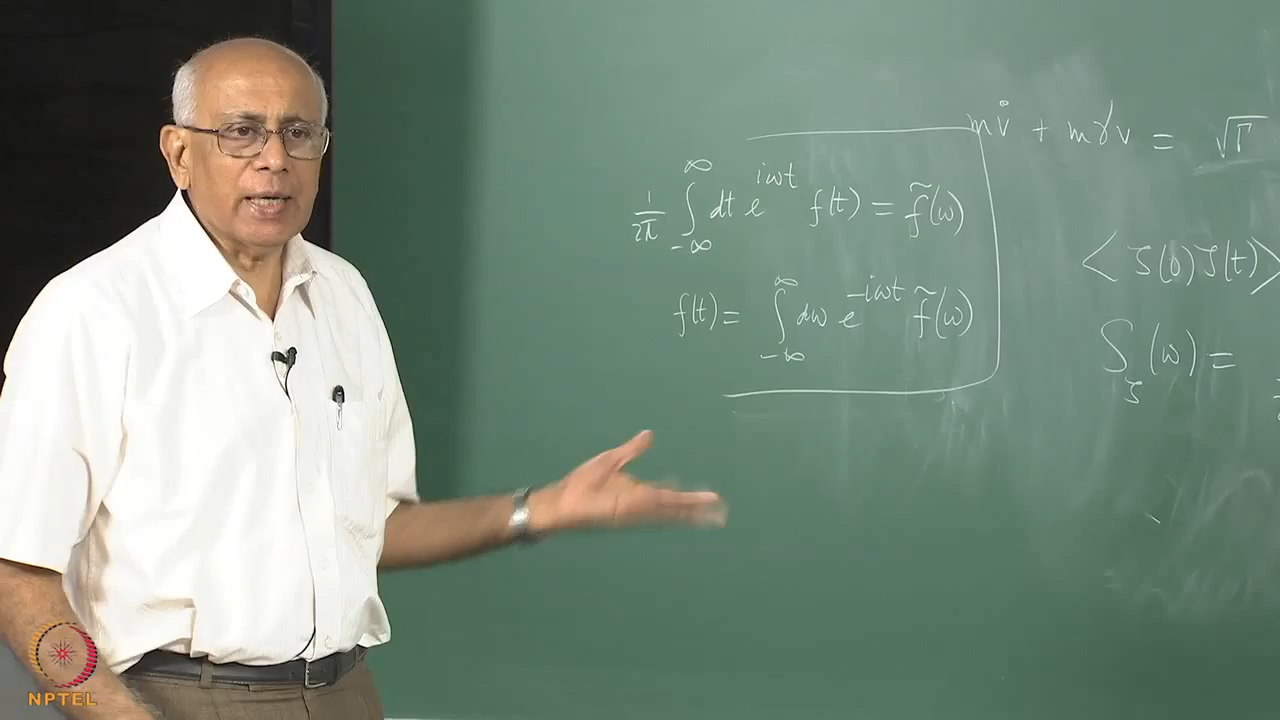 mv̇ + mγv = √Γ
1/2π ∫_{-∞}^{∞} dt e^{iωt} f(t) = f̃(ω)
⟨ζ(0)ζ(t)⟩
f(t) = ∫_{-∞}^{∞} dω e^{-iωt} f̃(ω)
S_ζ(ω) =
NPTEL